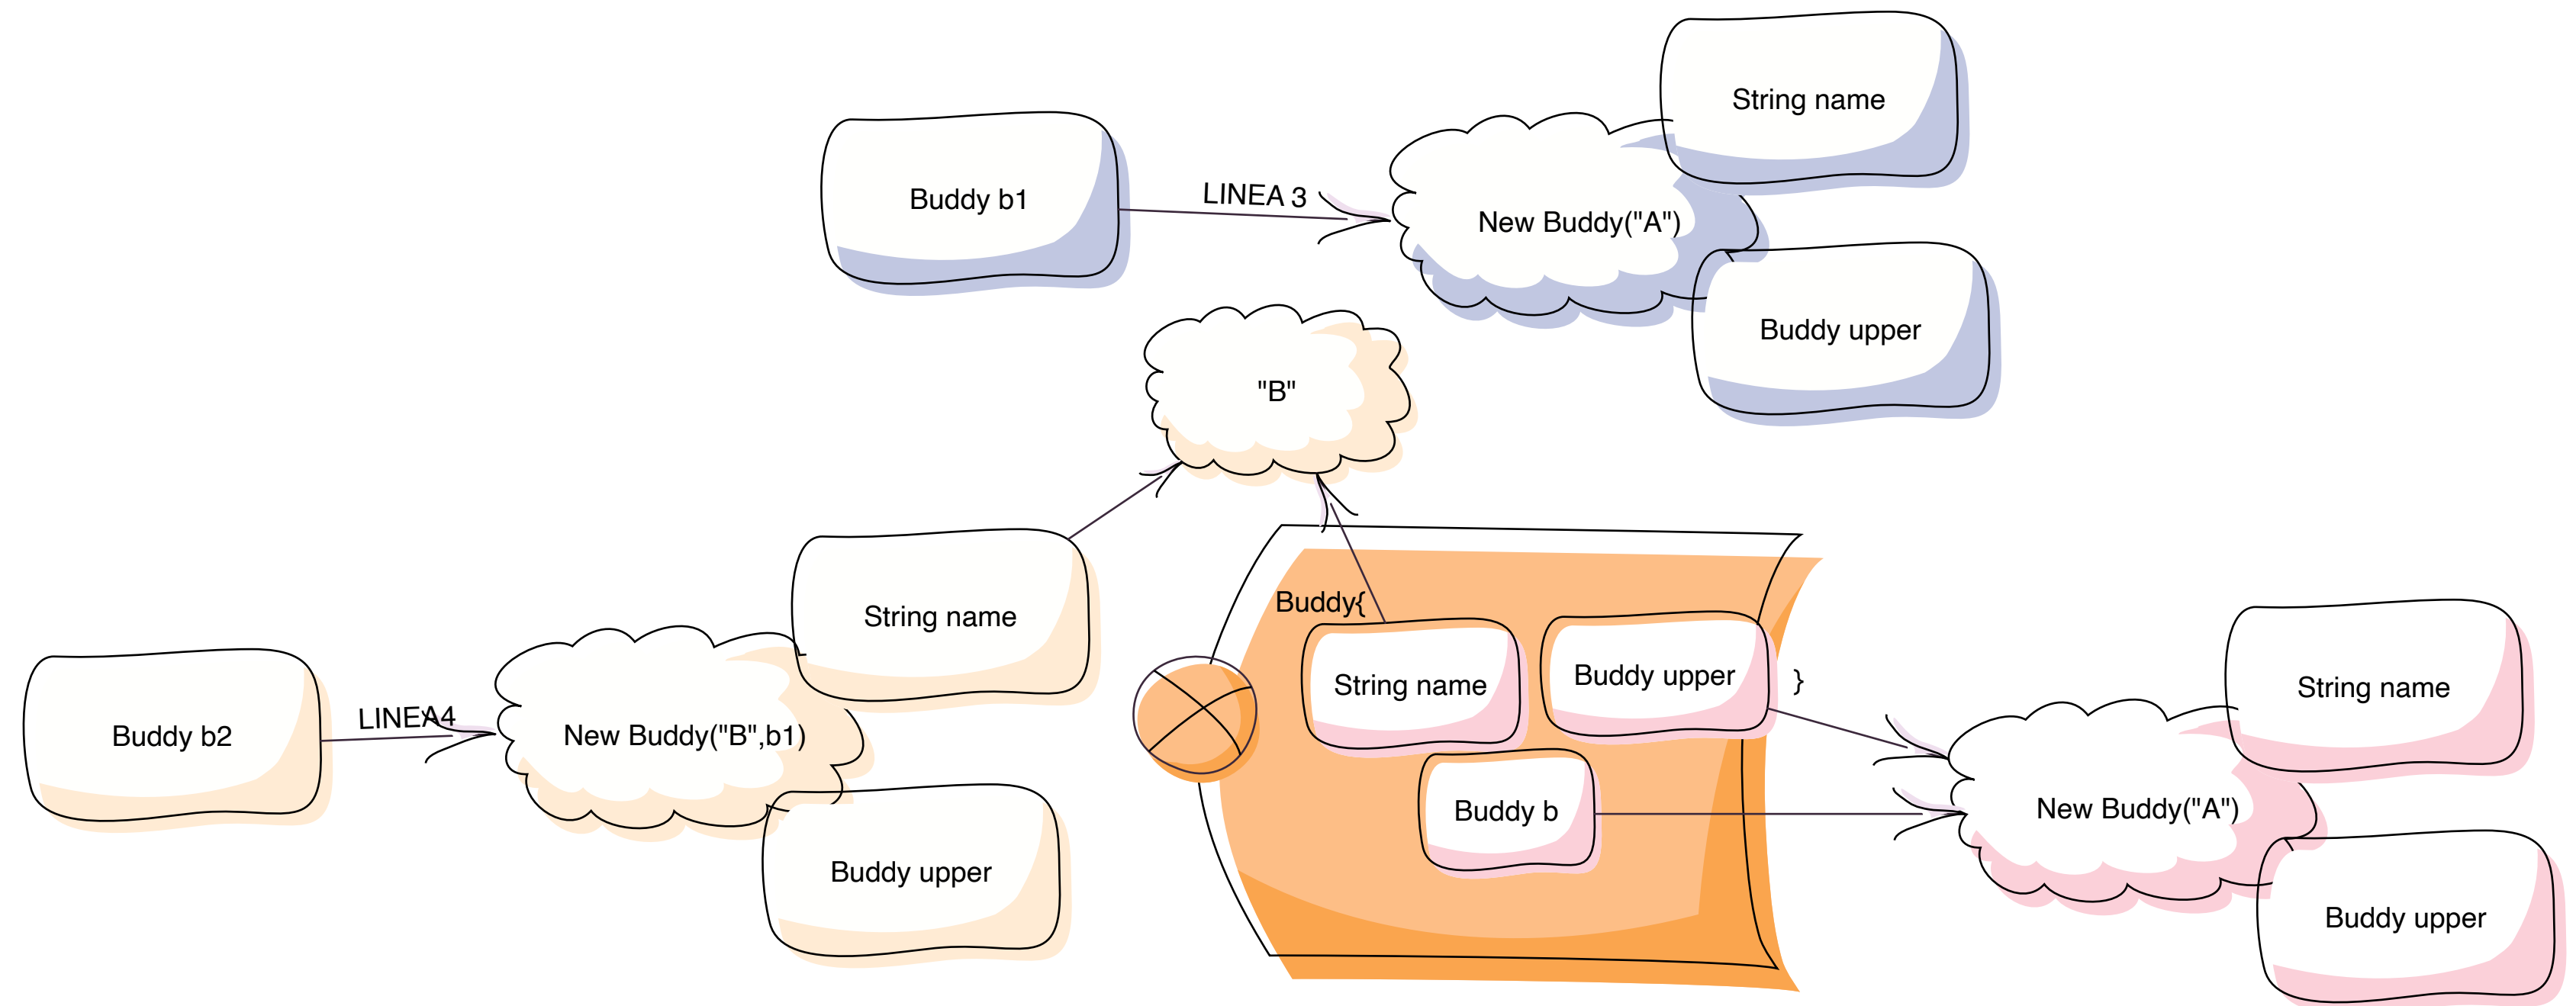 String name
Buddy b1
LINEA 3
New Buddy("A")
Buddy upper
"B"
Buddy{
String name
String name
Buddy upper
}
String name
Buddy b2
LINEA4
New Buddy("B",b1)
Buddy b
New Buddy("A")
Buddy upper
Buddy upper